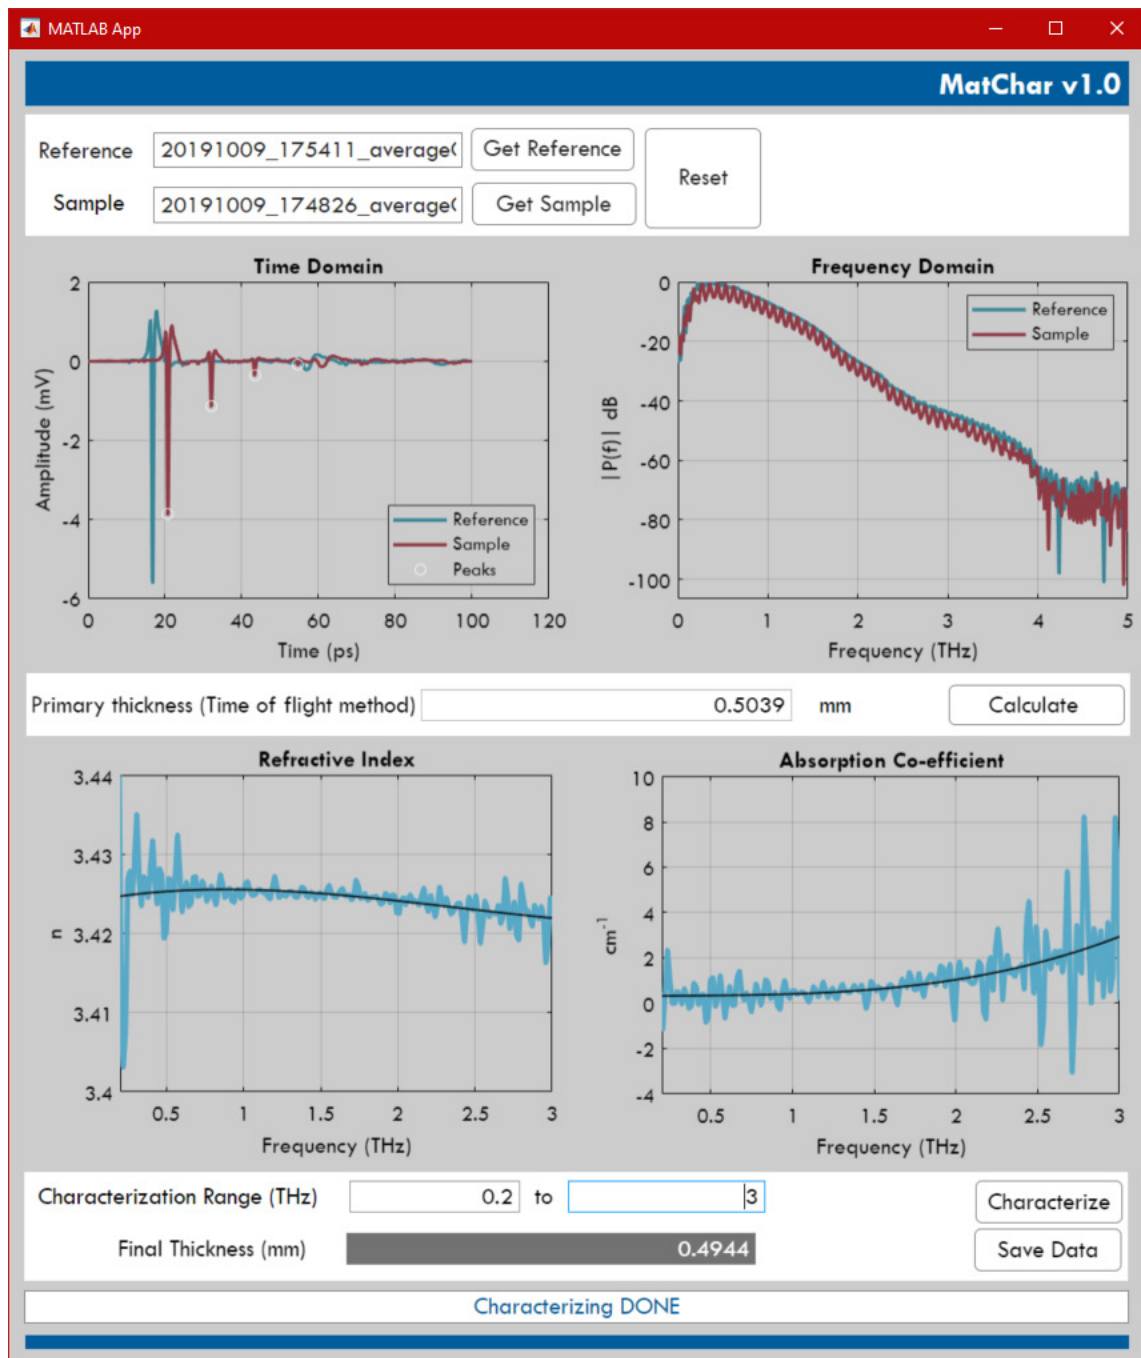 MATLAB App
MatChar v1.0
Reference 20191009_175411_average( Get Reference
Reset
Sample 20191009_174826_average( Get Sample
Time Domain
2
0
-2
-4
-6
Amplitude (mV)
0 20 40 60 80 100 120
Time (ps)
Reference
Sample
Peaks
Frequency Domain
0
-20
-40
-60
-80
-100
|P(f)| dB
0 1 2 3 4 5
Frequency (THz)
Reference
Sample
Primary thickness (Time of flight method) 0.5039 mm Calculate
Refractive Index
3.44
3.43
3.42
3.41
3.4
n
0.5 1 1.5 2 2.5 3
Frequency (THz)
Absorption Co-efficient
10
8
6
4
2
0
-2
-4
cm-1
0.5 1 1.5 2 2.5 3
Frequency (THz)
Characterization Range (THz) 0.2 to 3 Characterize
Final Thickness (mm) 0.4944 Save Data
Characterizing DONE